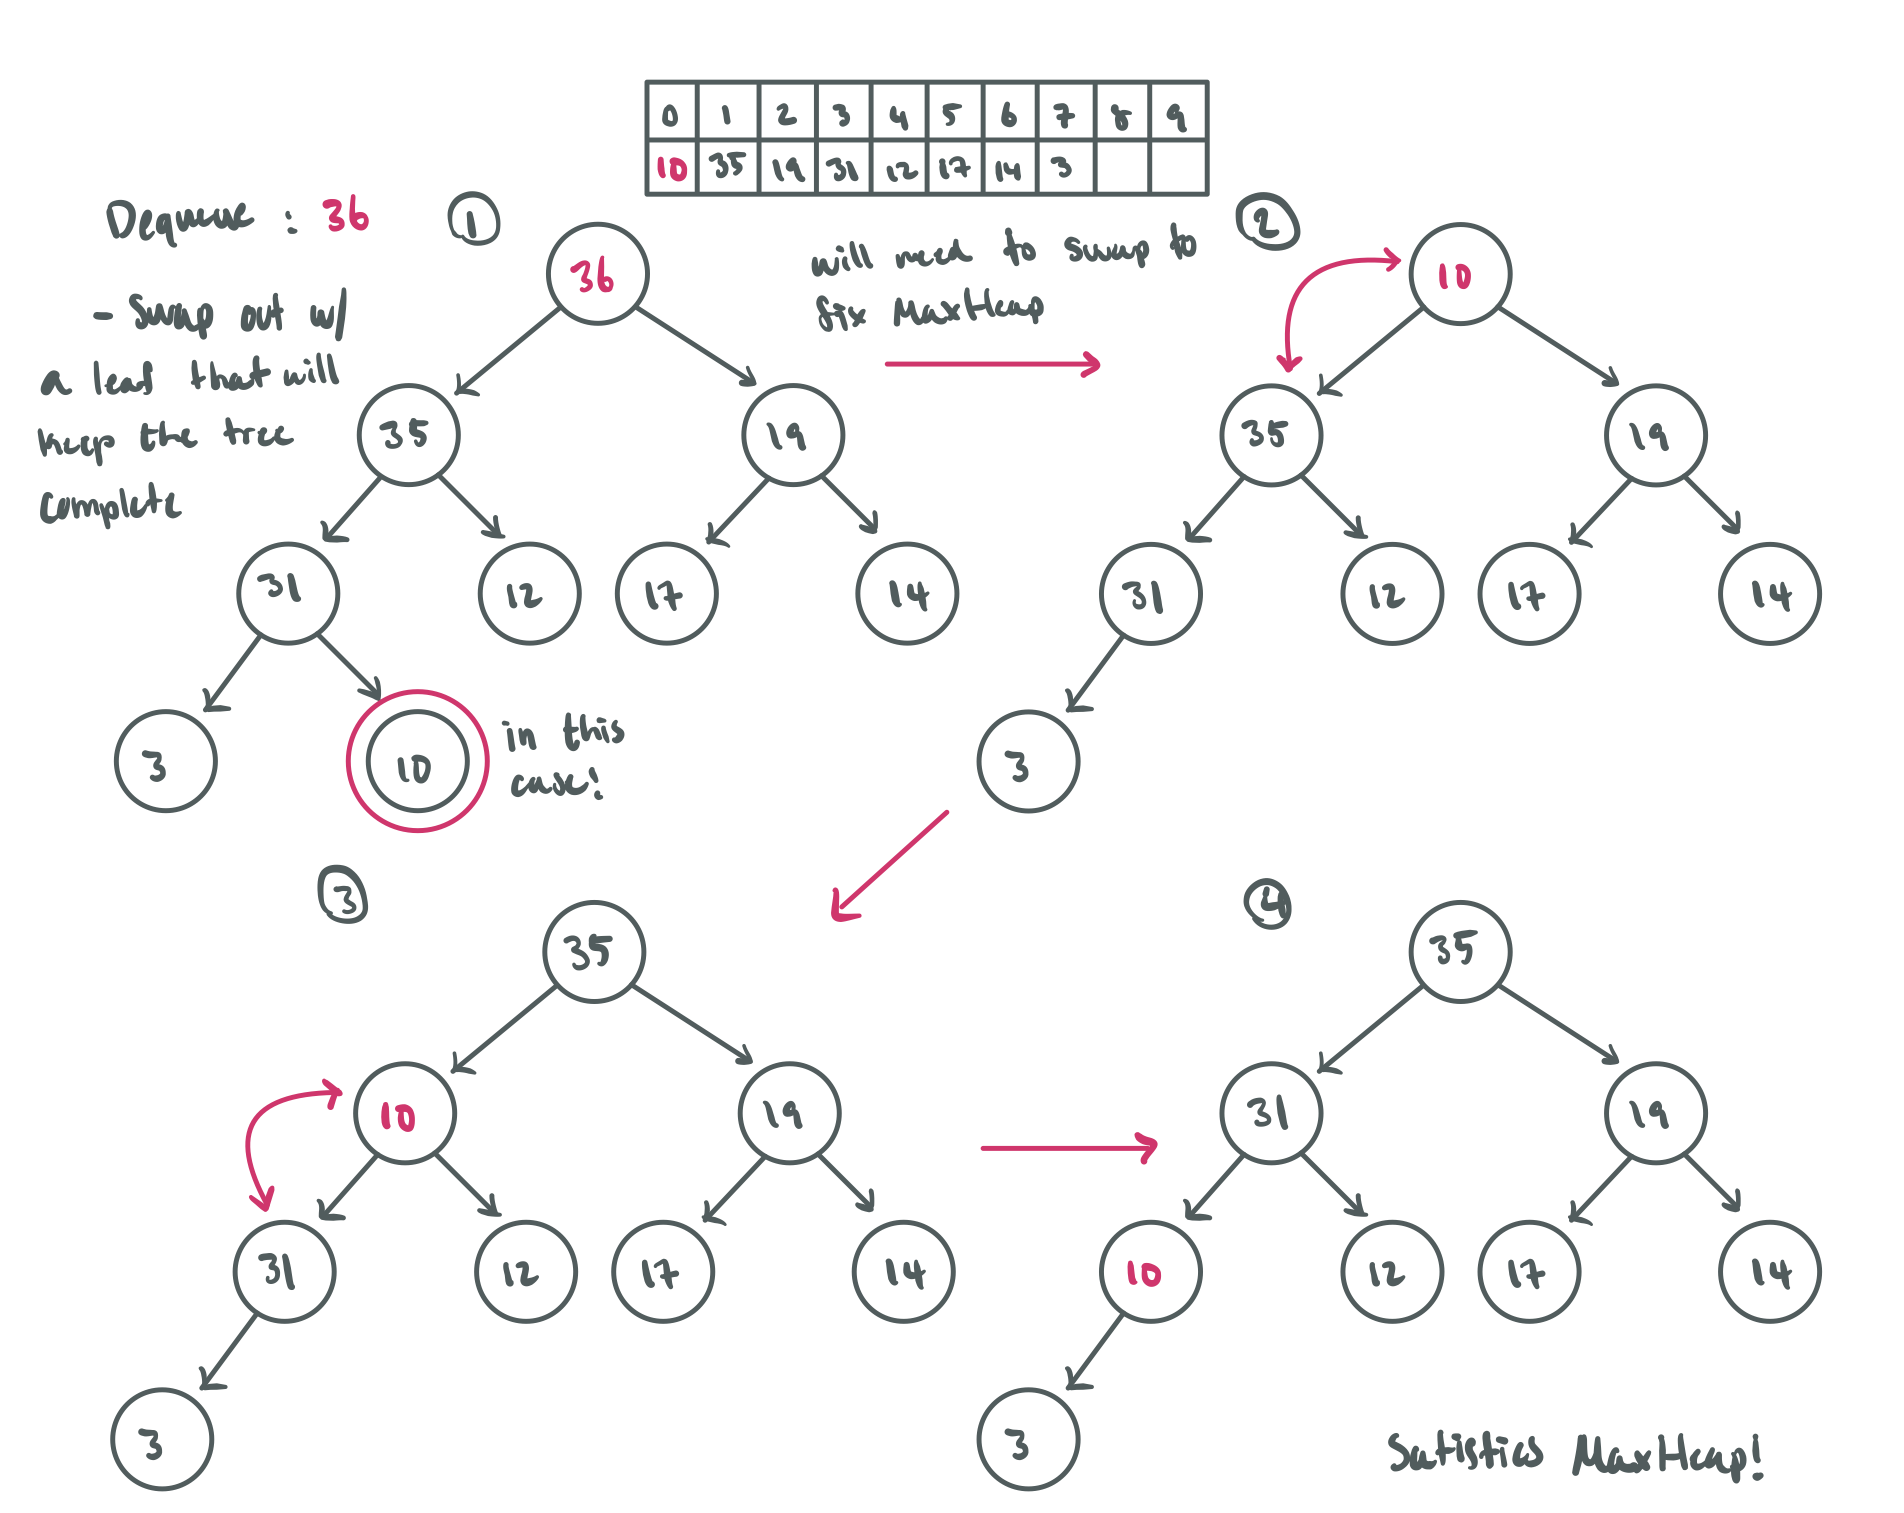 0 1 2 3 4 5 6 7 8 9
10 35 19 31 12 17 14 3
Dequeue : 36
- Swap out w/
a leaf that will
keep the tree
complete
1
36
35 19
31 12 17 14
3 10
in this
case!
will need to swap to
fix MaxHeap
2
10
35 19
31 12 17 14
3
3
35
10 19
31 12 17 14
3
4
35
31 19
10 12 17 14
3
Satistics MaxHeap!